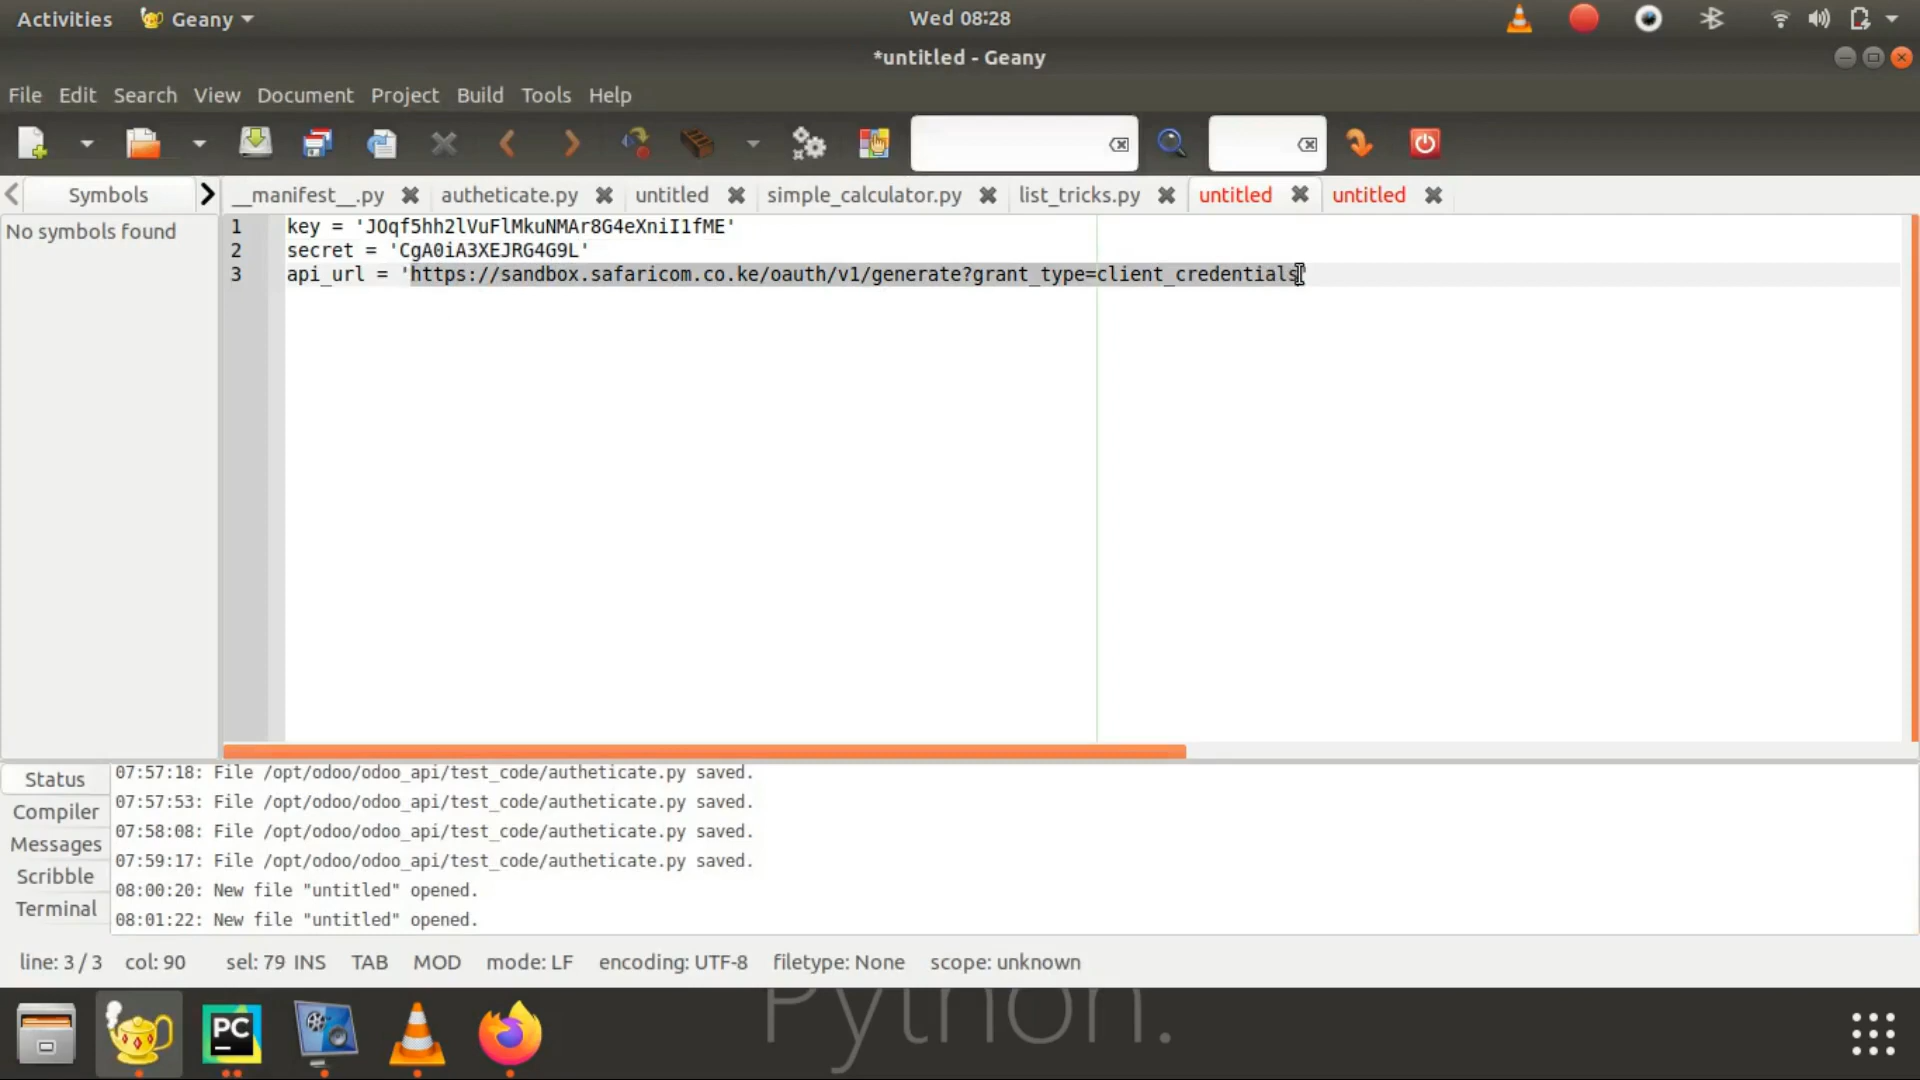 Activities Geany Wed 08:28
*untitled - Geany
File Edit Search View Document Project Build Tools Help
Symbols __manifest__.py autheticate.py untitled simple_calculator.py list_tricks.py untitled untitled
No symbols found
1 key = 'JOqf5hh2lVuFlMkuNMAr8G4eXniI1fME'
2 secret = 'CgA0iA3XEJRG4G9L'
3 api_url = 'https://sandbox.safaricom.co.ke/oauth/v1/generate?grant_type=client_credentials'
Status
Compiler
Messages
Scribble
Terminal
07:57:18: File /opt/odoo/odoo_api/test_code/autheticate.py saved.
07:57:53: File /opt/odoo/odoo_api/test_code/autheticate.py saved.
07:58:08: File /opt/odoo/odoo_api/test_code/autheticate.py saved.
07:59:17: File /opt/odoo/odoo_api/test_code/autheticate.py saved.
08:00:20: New file "untitled" opened.
08:01:22: New file "untitled" opened.
line: 3 / 3 col: 90 sel: 79 INS TAB MOD mode: LF encoding: UTF-8 filetype: None scope: unknown
PC
Python.